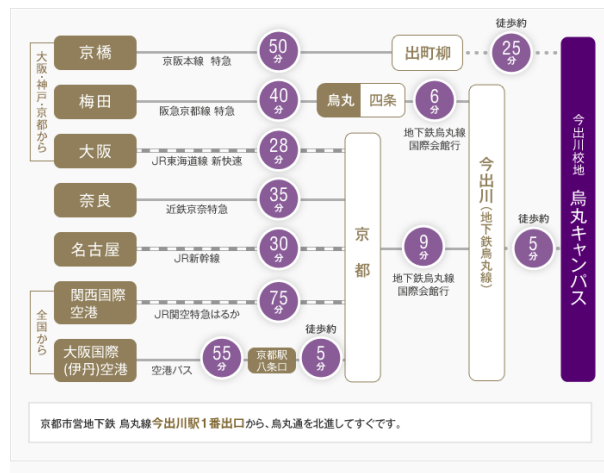 大阪・神戸・京都から
京橋
京阪本線 特急
50分
出町柳
徒歩約
25分
梅田
阪急京都線 特急
40分
烏丸
四条
6分
地下鉄烏丸線
国際会館行
大阪
JR東海道線 新快速
28分
奈良
近鉄京奈特急
35分
名古屋
JR新幹線
30分
全国から
関西国際
空港
JR関空特急はるか
75分
大阪国際
(伊丹)空港
空港バス
55分
京都駅
八条口
徒歩約
5分
京都
9分
地下鉄烏丸線
国際会館行
今出川(地下鉄烏丸線)
徒歩約
5分
今出川校地 烏丸キャンパス
京都市営地下鉄 烏丸線今出川駅1番出口から、烏丸通を北進してすぐです。